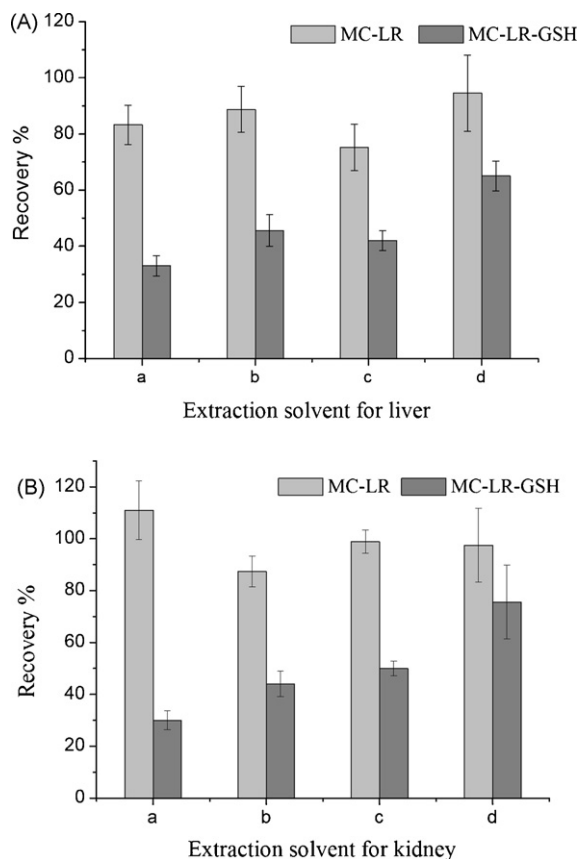 (A)
120
100
80
60
40
20
0
Recovery %
MC-LR MC-LR-GSH
a b c d
Extraction solvent for liver
(B)
120
100
80
60
40
20
0
Recovery %
MC-LR MC-LR-GSH
a b c d
Extraction solvent for kidney